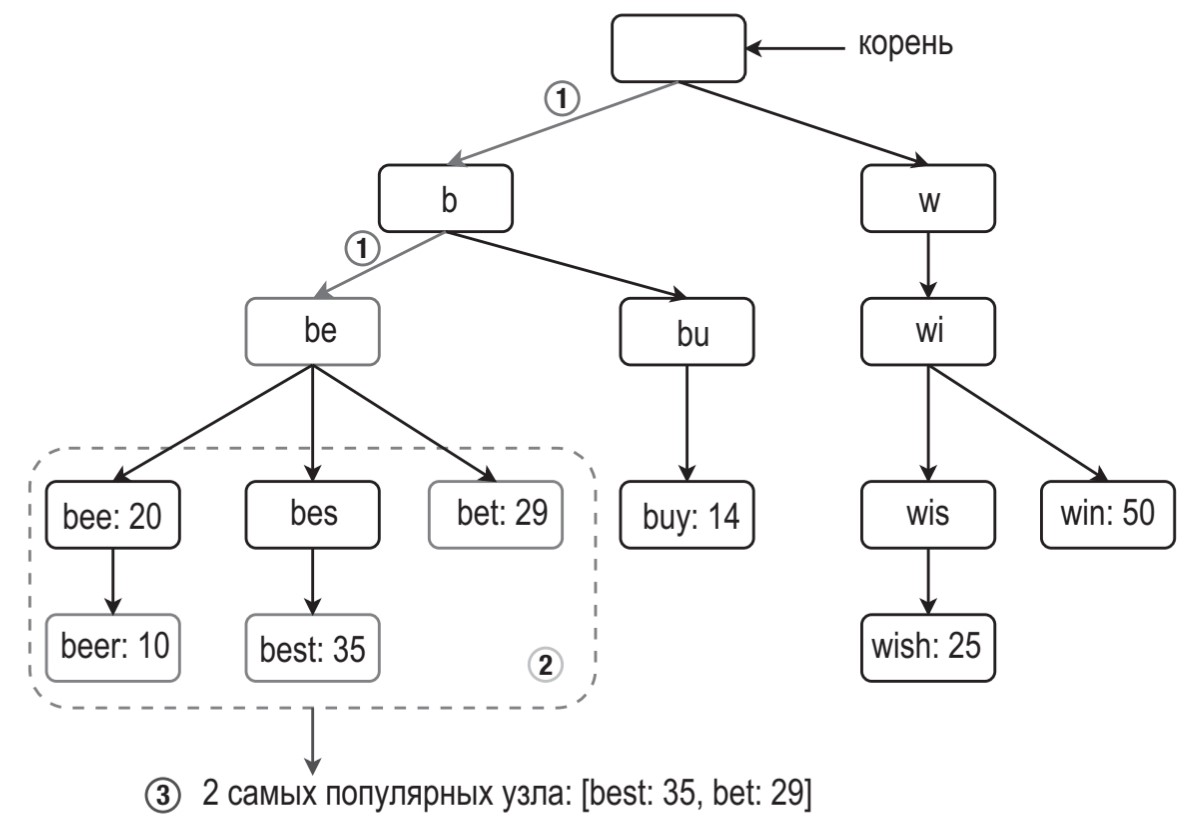 корень
1
b
w
1
be
bu
wi
bee: 20
bes
bet: 29
buy: 14
wis
win: 50
beer: 10
best: 35
2
wish: 25
3 2 самых популярных узла: [best: 35, bet: 29]